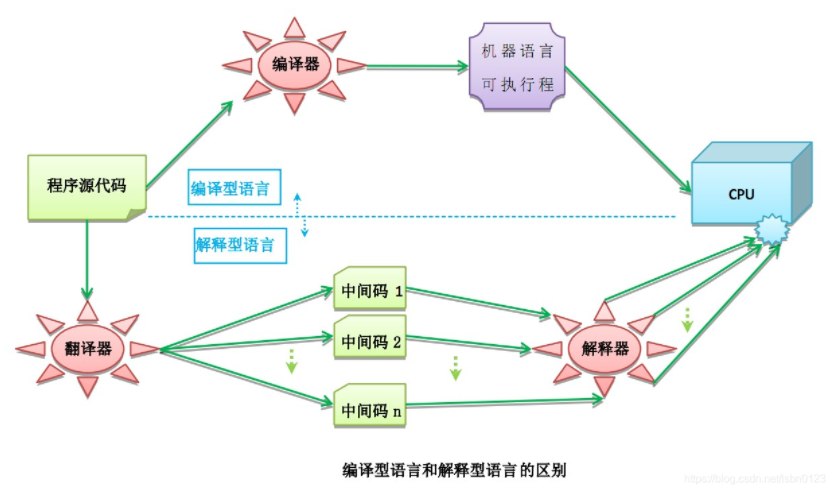 编译器
机器语言
可执行程
程序源代码
编译型语言
CPU
解释型语言
中间码 1
翻译器
中间码 2
解释器
中间码 n
编译型语言和解释型语言的区别
https://blog.csdn.net/isbn0123